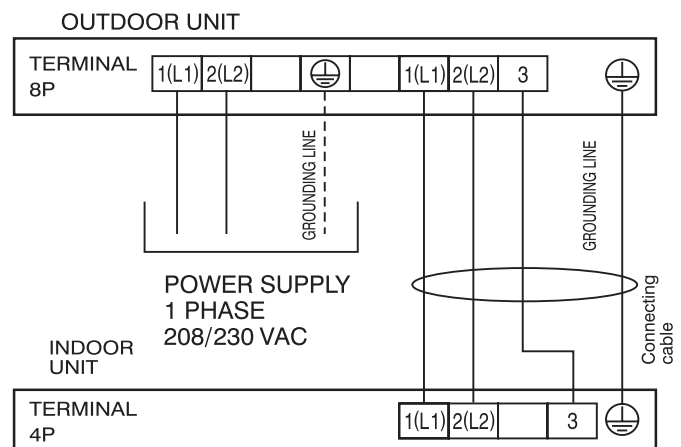 OUTDOOR UNIT
TERMINAL
8P
1(L1) 2(L2) 1(L1) 2(L2) 3
GROUNDING LINE
GROUNDING LINE
POWER SUPPLY
1 PHASE
208/230 VAC
Connecting
cable
INDOOR
UNIT
TERMINAL
4P
1(L1) 2(L2) 3